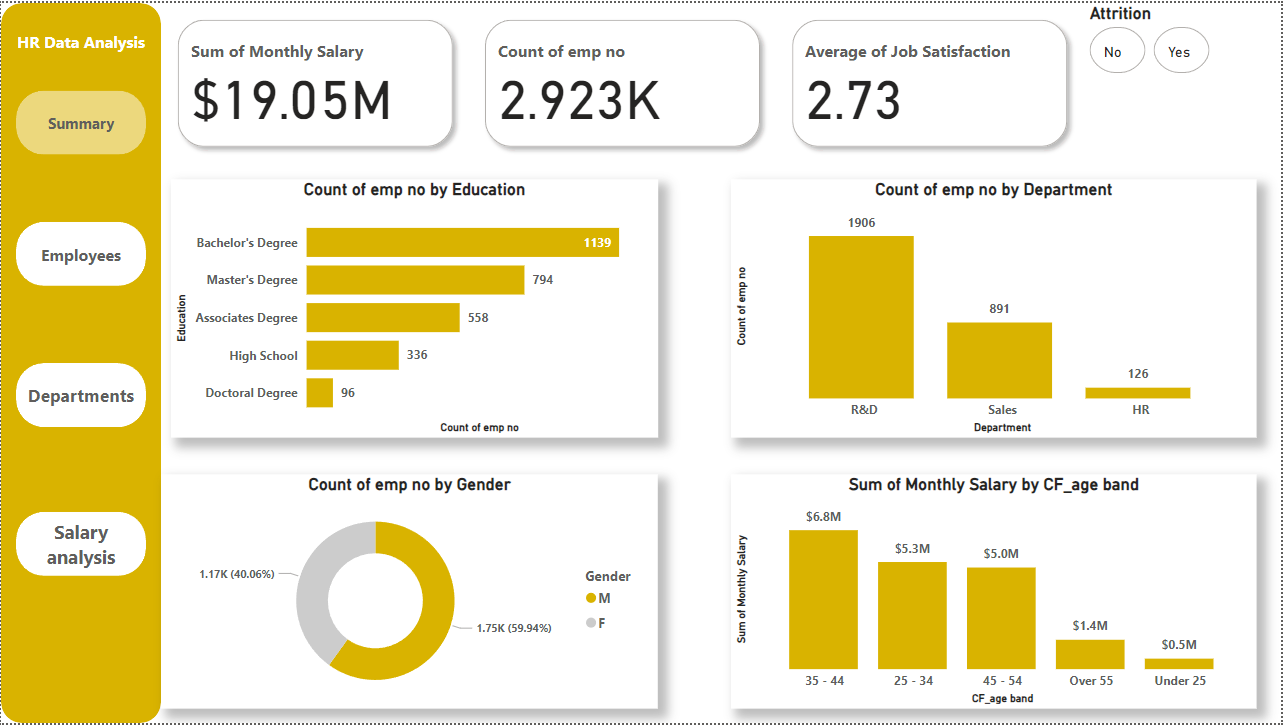 HR Data Analysis
Summary
Employees
Departments
Salary
analysis
Sum of Monthly Salary
$19.05M
Count of emp no
2.923K
Average of Job Satisfaction
2.73
Attrition
No
Yes
Count of emp no by Education
Education
Bachelor's Degree
1139
Master's Degree
794
Associates Degree
558
High School
336
Doctoral Degree
96
Count of emp no
Count of emp no by Department
Count of emp no
1906
891
126
R&D
Sales
HR
Department
Count of emp no by Gender
1.17K (40.06%)
1.75K (59.94%)
Gender
M
F
Sum of Monthly Salary by CF_age band
Sum of Monthly Salary
$6.8M
$5.3M
$5.0M
$1.4M
$0.5M
35 - 44
25 - 34
45 - 54
Over 55
Under 25
CF_age band